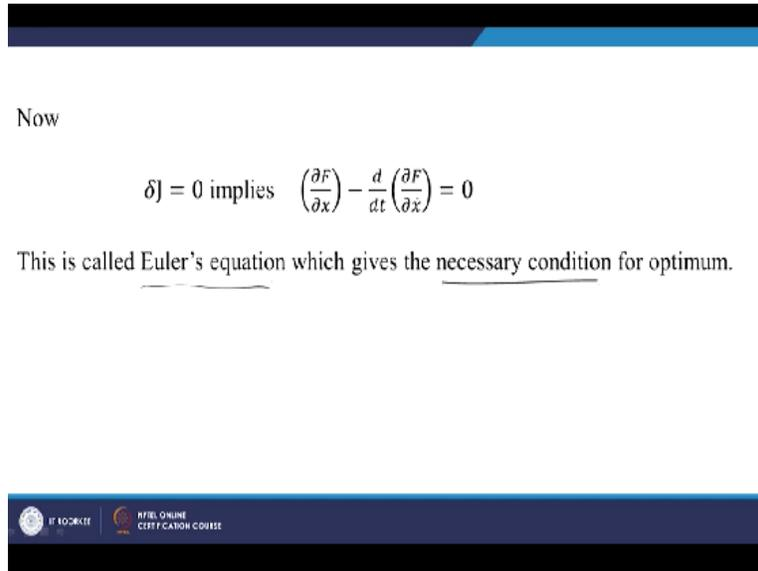 Now
δJ = 0 implies (∂F/∂x) − d/dt (∂F/∂ẋ) = 0
This is called Euler's equation which gives the necessary condition for optimum.
IIT ROORKEE
NPTEL ONLINE
CERTIFICATION COURSE